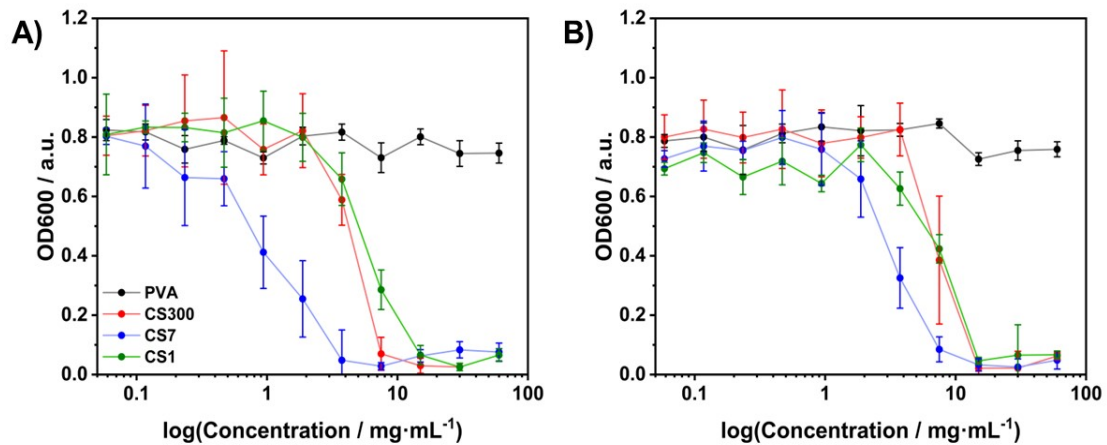 A)
1.2
1.0
0.8
0.6
0.4
0.2
0.0
OD600 / a.u.
PVA
CS300
CS7
CS1
0.1
1
10
100
log(Concentration / mg·mL⁻¹)
B)
1.2
1.0
0.8
0.6
0.4
0.2
0.0
OD600 / a.u.
0.1
1
10
100
log(Concentration / mg·mL⁻¹)